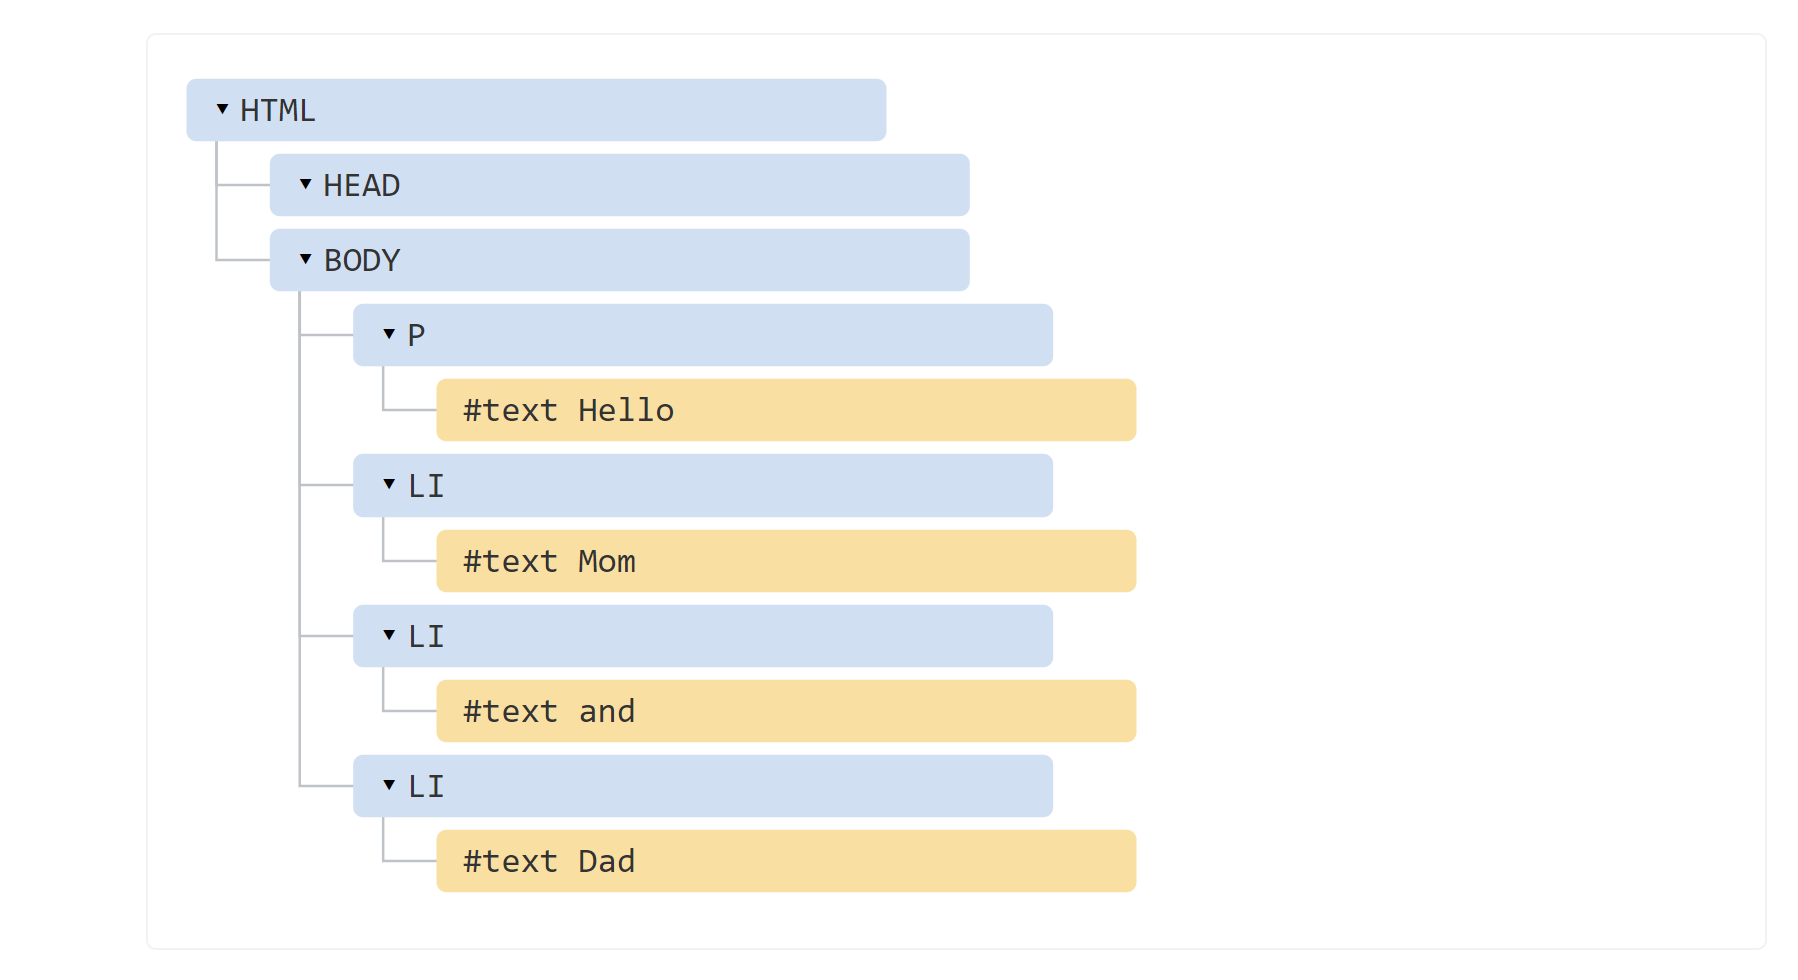 HTML
HEAD
BODY
P
#text Hello
LI
#text Mom
LI
#text and
LI
#text Dad